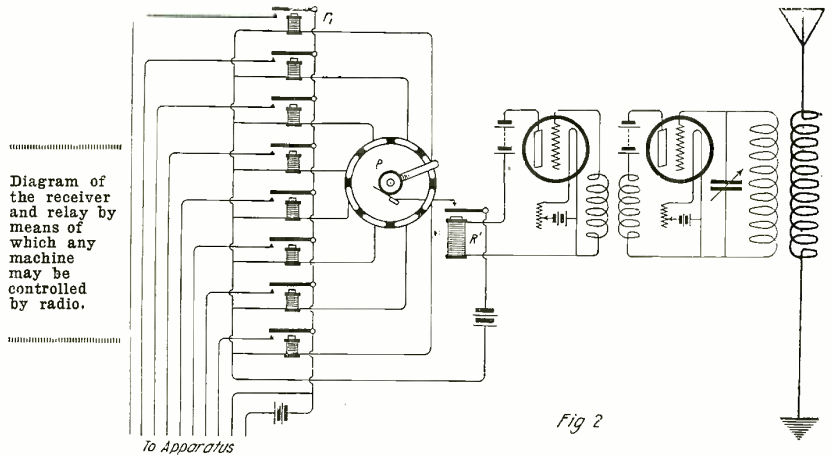 r₁
P
R'
Diagram of
the receiver
and relay by
means of
which any
machine
may be
controlled
by radio.
Fig 2
To Apparatus